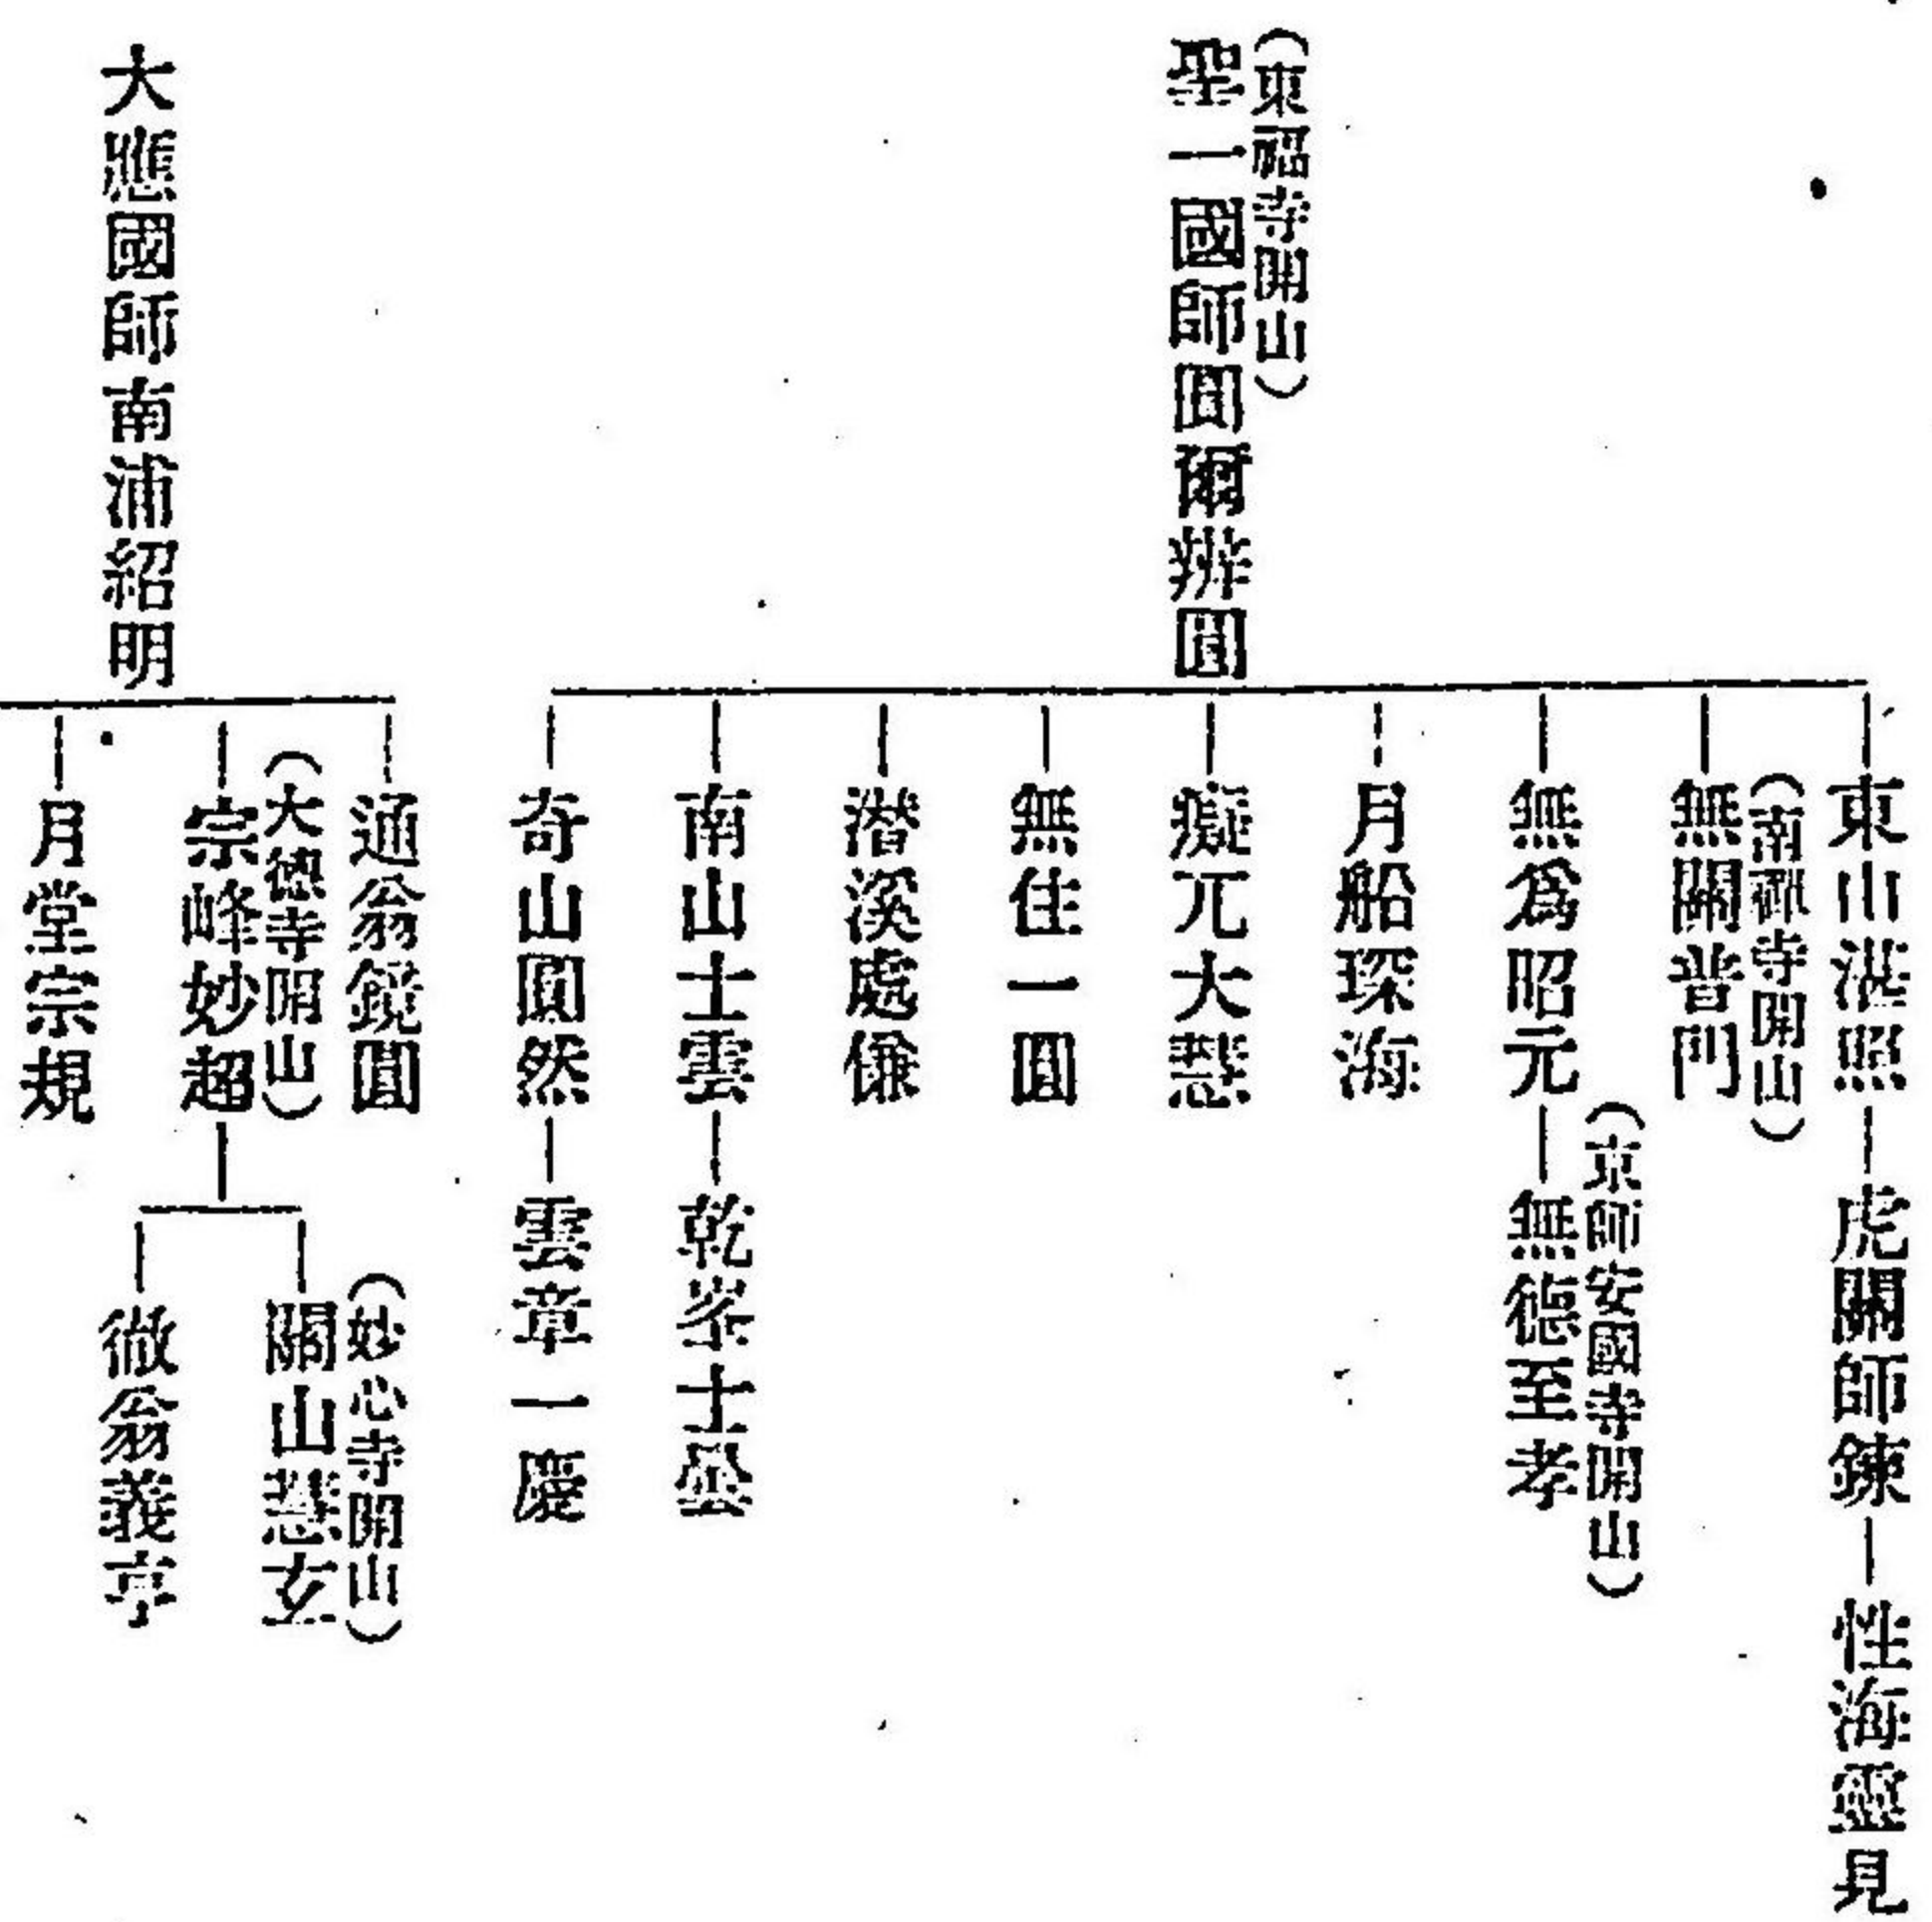 (東福寺開山)
聖一國師圓爾辨圓
東山湛照
虎關師鍊
性海靈見
(南禪寺開山)
無關普門
無爲昭元
(京師安國寺開山)
無德至孝
月船琛海
癡兀大慧
無住一圓
潛溪處謙
南山士雲
乾峯士曇
奇山圓然
雲章一慶
大應國師南浦紹明
通翁鏡圓
(大德寺開山)
宗峰妙超
(妙心寺開山)
關山慧玄
徹翁義亨
月堂宗規